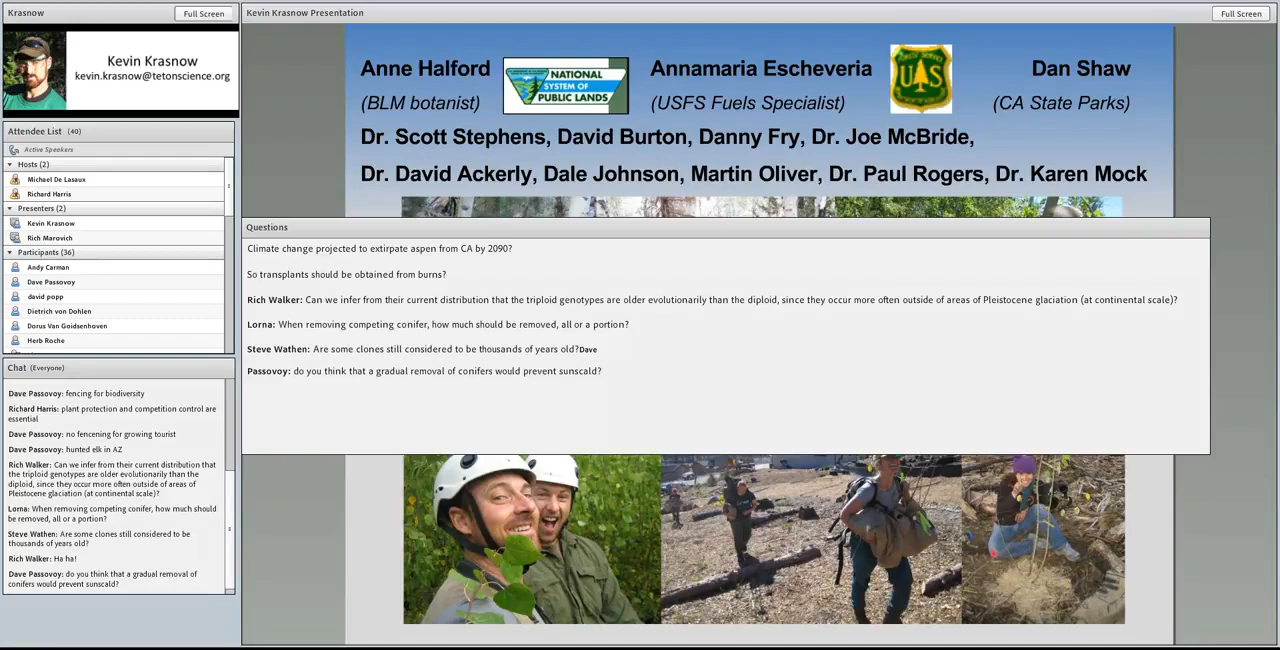 Krasnow
Full Screen
Kevin Krasnow
kevin.krasnow@tetonscience.org
Attendee List (40)
Active Speakers
Hosts (2)
Michael De Lasaux
Richard Harris
Presenters (2)
Kevin Krasnow
Rich Marovich
Participants (36)
Andy Carman
Dave Passovoy
david popp
Dietrich von Dohlen
Dorus Van Goidsenhoven
Herb Roche
Chat (Everyone)
Dave Passovoy: fencing for biodiversity
Richard Harris: plant protection and competition control are
essential
Dave Passovoy: no fencening for growing tourist
Dave Passovoy: hunted elk in AZ
Rich Walker: Can we infer from their current distribution that
the triploid genotypes are older evolutionarily than the
diploid, since they occur more often outside of areas of
Pleistocene glaciation (at continental scale)?
Lorna: When removing competing conifer, how much should
be removed, all or a portion?
Steve Wathen: Are some clones still considered to be
thousands of years old?
Rich Walker: Ha ha!
Dave Passovoy: do you think that a gradual removal of
conifers would prevent sunscald?
Kevin Krasnow Presentation
Full Screen
Anne Halford
NATIONAL
SYSTEM OF
PUBLIC LANDS
Annamaria Escheveria
FOREST SERVICE
U S
Dan Shaw
(BLM botanist)
(USFS Fuels Specialist)
(CA State Parks)
Dr. Scott Stephens, David Burton, Danny Fry, Dr. Joe McBride,
Dr. David Ackerly, Dale Johnson, Martin Oliver, Dr. Paul Rogers, Dr. Karen Mock
Questions
Climate change projected to extirpate aspen from CA by 2090?
So transplants should be obtained from burns?
Rich Walker: Can we infer from their current distribution that the triploid genotypes are older evolutionarily than the diploid, since they occur more often outside of areas of Pleistocene glaciation (at continental scale)?
Lorna: When removing competing conifer, how much should be removed, all or a portion?
Steve Wathen: Are some clones still considered to be thousands of years old?Dave
Passovoy: do you think that a gradual removal of conifers would prevent sunscald?